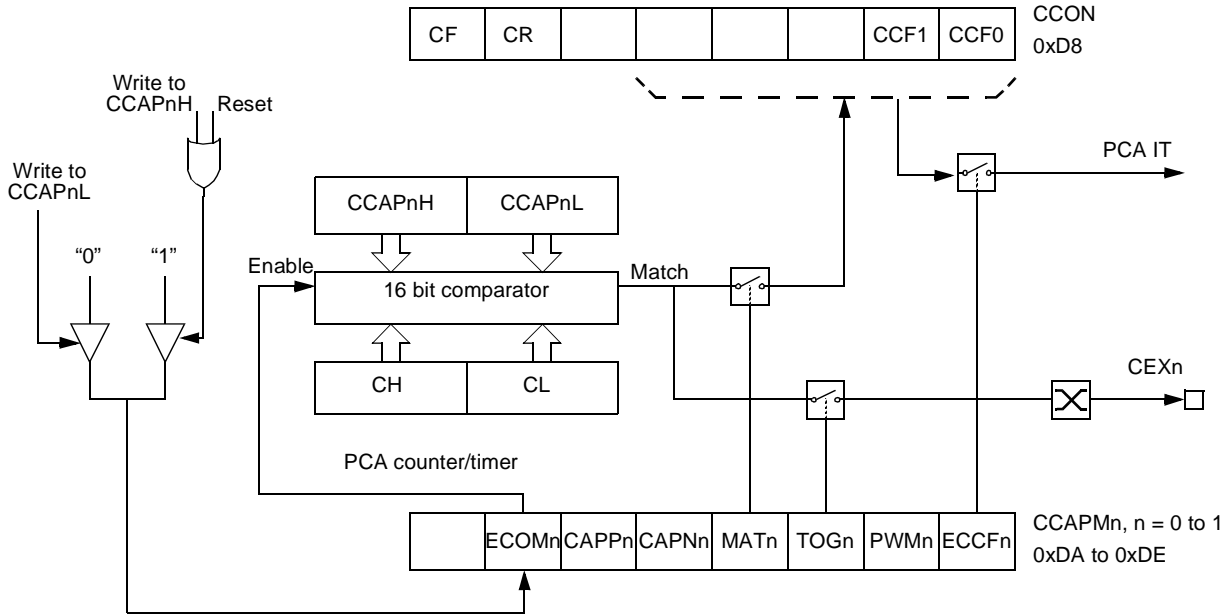 CF CR CCF1 CCF0
CCON
0xD8
Write to
CCAPnH Reset
Write to
CCAPnL
PCA IT
CCAPnH CCAPnL
“0” “1”
Enable
16 bit comparator
Match
CH CL
CEXn
PCA counter/timer
ECOMn CAPPn CAPNn MATn TOGn PWMn ECCFn
CCAPMn, n = 0 to 1
0xDA to 0xDE